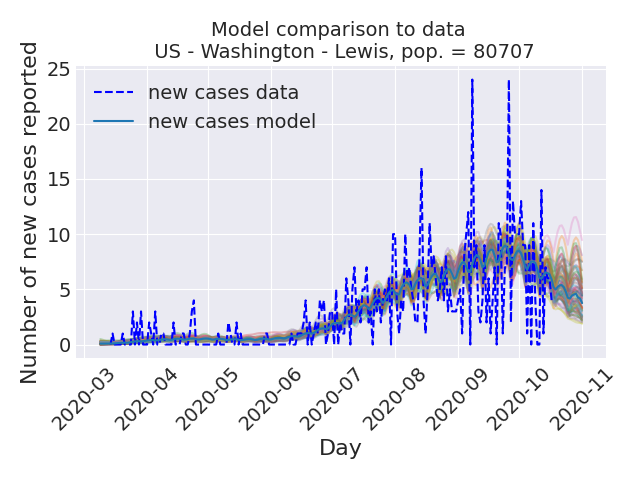 Model comparison to data
US - Washington - Lewis, pop. = 80707
Number of new cases reported
25
20
15
10
5
0
new cases data
new cases model
2020-03
2020-04
2020-05
2020-06
2020-07
2020-08
2020-09
2020-10
2020-11
Day